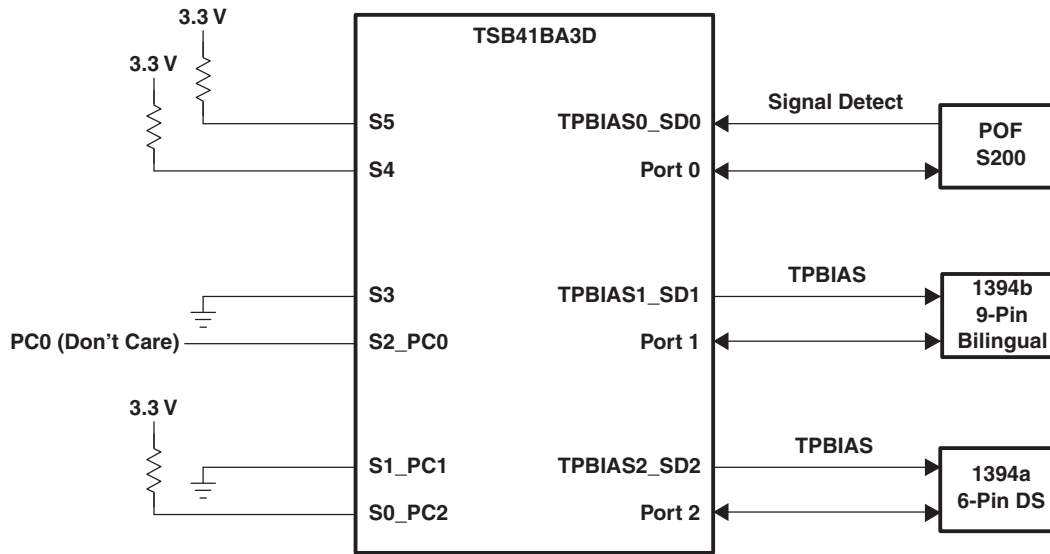 3.3 V
3.3 V
S5
S4
S3
PC0 (Don't Care)
S2_PC0
3.3 V
S1_PC1
S0_PC2
TSB41BA3D
TPBIAS0_SD0
Port 0
TPBIAS1_SD1
Port 1
TPBIAS2_SD2
Port 2
Signal Detect
POF
S200
TPBIAS
1394b
9-Pin
Bilingual
TPBIAS
1394a
6-Pin DS